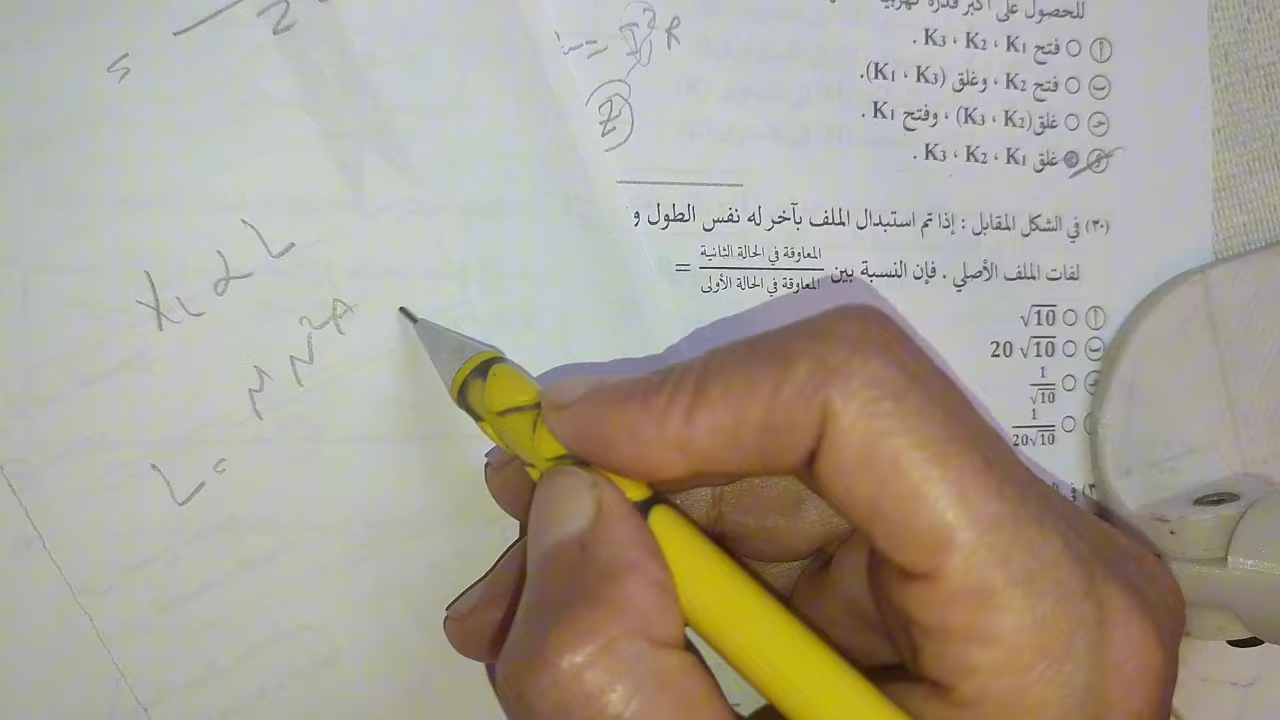 للحصول على أكبر قدرة كهربية
أ فتح K1 ، K2 ، K3 .
ب فتح K2 ، وغلق (K3 ، K1).
ج غلق (K2 ، K3) ، وفتح K1 .
د غلق K1 ، K2 ، K3 .
(٣٠) في الشكل المقابل : إذا تم استبدال الملف بآخر له نفس الطول و
لفات الملف الأصلي . فإن النسبة بين المعاوقة في الحالة الثانية / المعاوقة في الحالة الأولى =
أ √10
ب 20 √10
ج 1/√10
1/20√10
I² R
Z
2
XL α L
L = M N² A